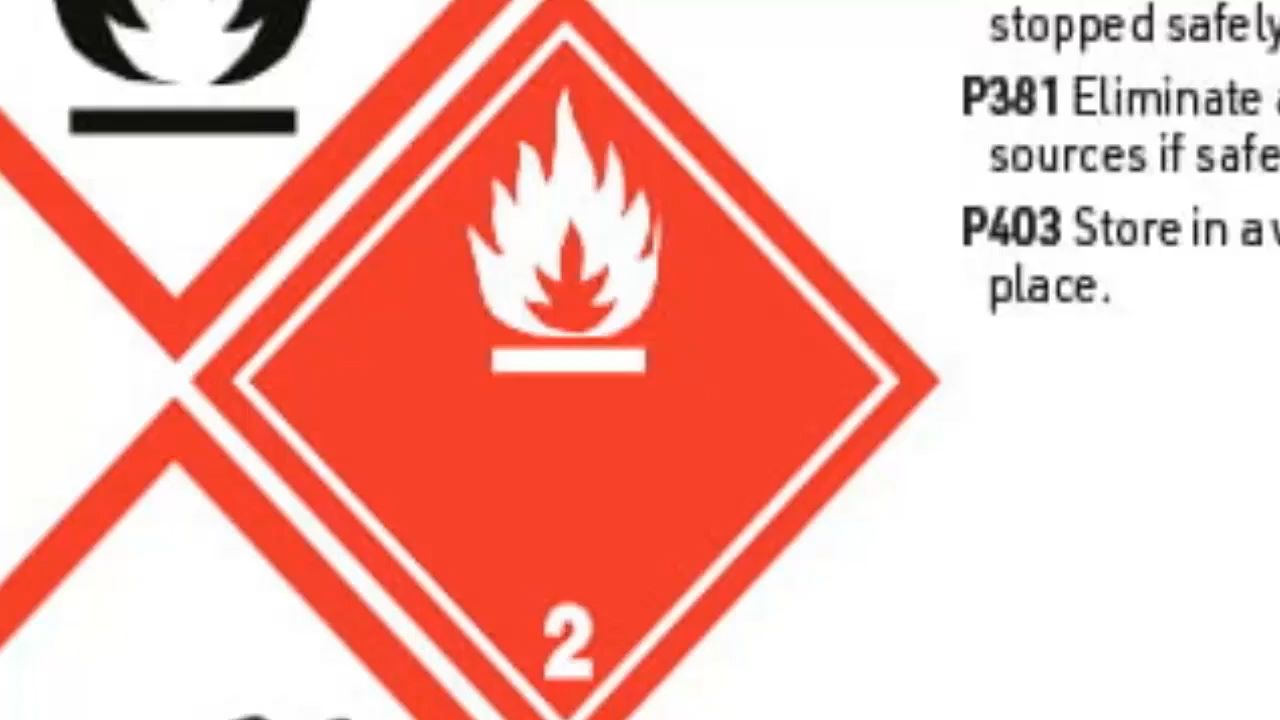 stopped safely
P381 Eliminate
sources if safe
P403 Store in a
place.
2